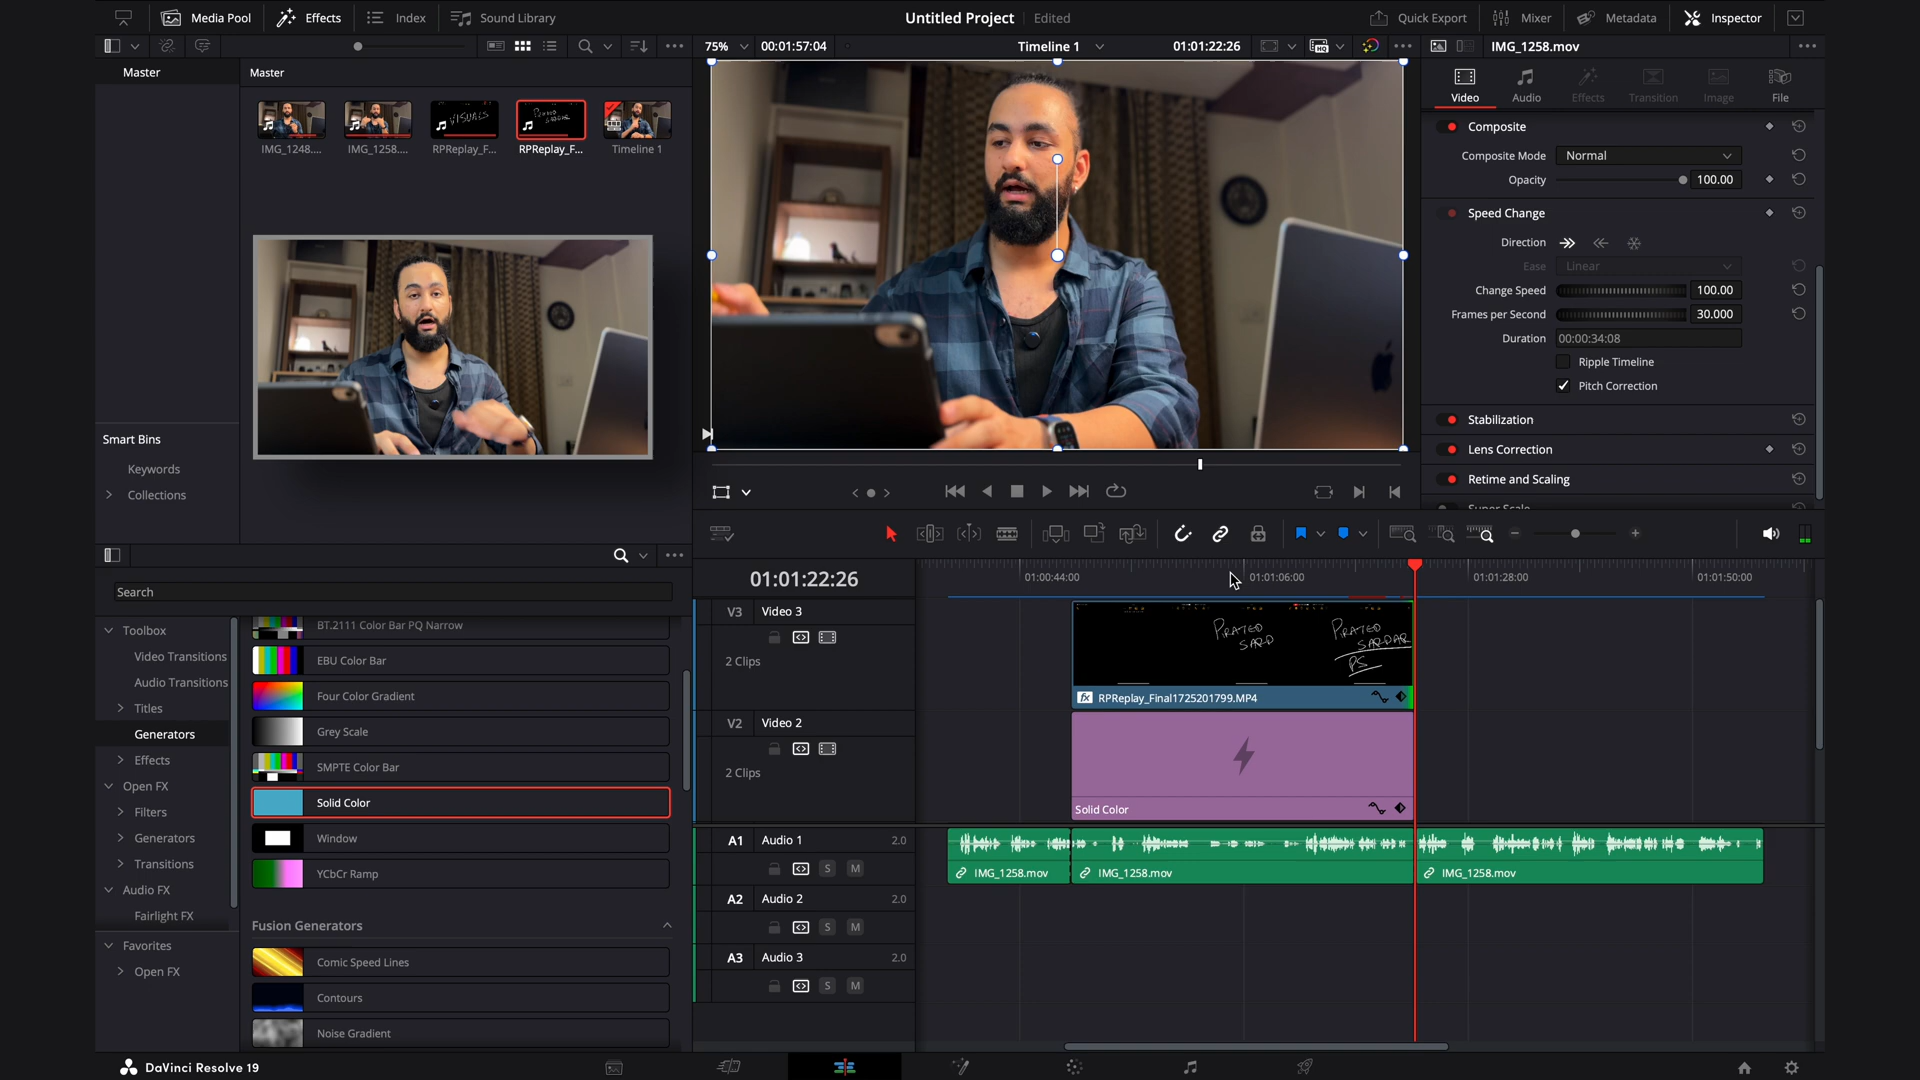 Media Pool
Effects
Index
Sound Library
Untitled Project
Edited
Quick Export
Mixer
Metadata
Inspector
75%
00:01:57:04
Timeline 1
01:01:22:26
IMG_1258.mov
Master
Master
Video
Audio
Effects
Transition
Image
File
IMG_1248....
IMG_1258....
RPReplay_F...
RPReplay_F...
Timeline 1
VISUALS
Composite
Composite Mode
Normal
Opacity
100.00
Speed Change
Direction
Ease
Linear
Change Speed
100.00
Frames per Second
30.000
Duration
00:00:34:08
Ripple Timeline
Pitch Correction
Stabilization
Lens Correction
Retime and Scaling
Super Scale
Smart Bins
Keywords
Collections
Search
Toolbox
Video Transitions
Audio Transitions
Titles
Generators
Effects
Open FX
Filters
Generators
Transitions
Audio FX
Fairlight FX
Favorites
Open FX
BT.2111 Color Bar PQ Narrow
EBU Color Bar
Four Color Gradient
Grey Scale
SMPTE Color Bar
Solid Color
Window
YCbCr Ramp
Fusion Generators
Comic Speed Lines
Contours
Noise Gradient
01:01:22:26
01:00:44:00
01:01:06:00
01:01:28:00
01:01:50:00
V3
Video 3
2 Clips
PIRATED
SARD
PIRATED
SARDAR
PS
RPReplay_Final1725201799.MP4
V2
Video 2
2 Clips
Solid Color
A1
Audio 1
2.0
S
M
IMG_1258.mov
IMG_1258.mov
IMG_1258.mov
A2
Audio 2
2.0
S
M
A3
Audio 3
2.0
S
M
DaVinci Resolve 19